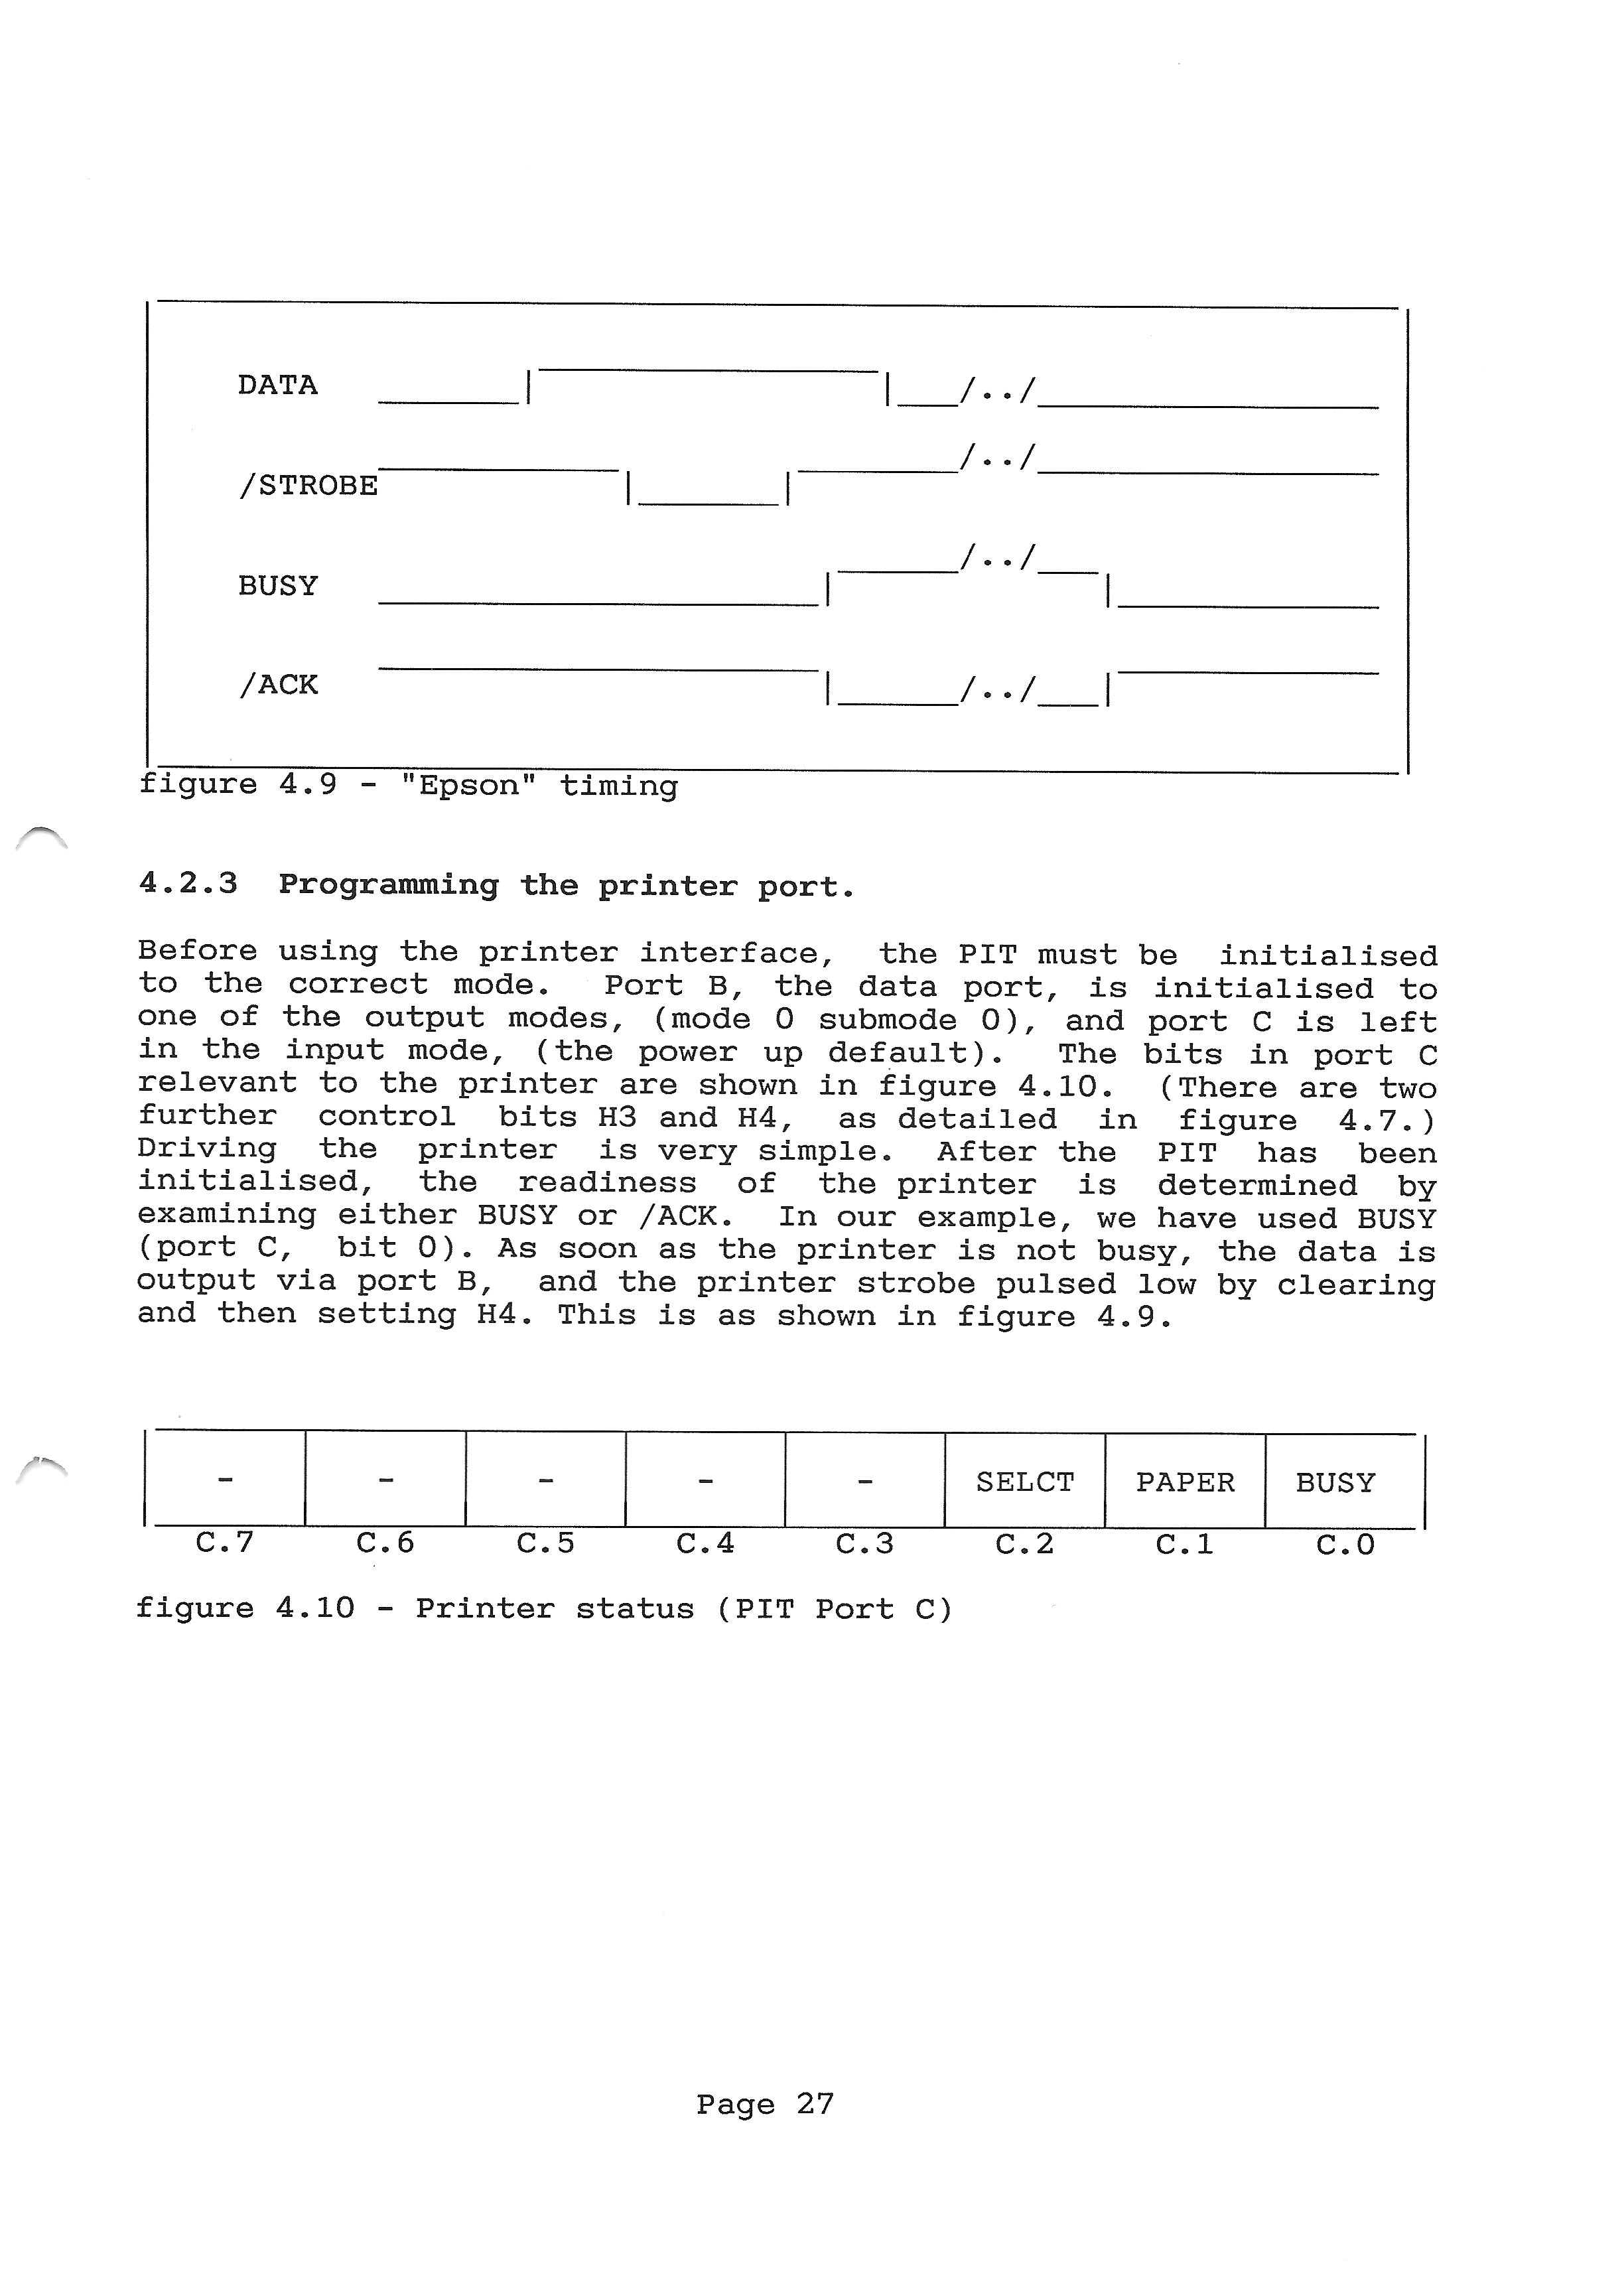 DATA /../
/../
/STROBE
/../
BUSY
/ACK /../
figure 4.9 - "Epson" timing
4.2.3 Programming the printer port.
Before using the printer interface, the PIT must be initialised
to the correct mode. Port B, the data port, is initialised to
one of the output modes, (mode 0 submode 0), and port C is left
in the input mode, (the power up default). The bits in port C
relevant to the printer are shown in figure 4.10. (There are two
further control bits H3 and H4, as detailed in figure 4.7.)
Driving the printer is very simple. After the PIT has been
initialised, the readiness of the printer is determined by
examining either BUSY or /ACK. In our example, we have used BUSY
(port C, bit 0). As soon as the printer is not busy, the data is
output via port B, and the printer strobe pulsed low by clearing
and then setting H4. This is as shown in figure 4.9.
- - - - - SELCT PAPER BUSY
C.7 C.6 C.5 C.4 C.3 C.2 C.1 C.0
figure 4.10 - Printer status (PIT Port C)
Page 27